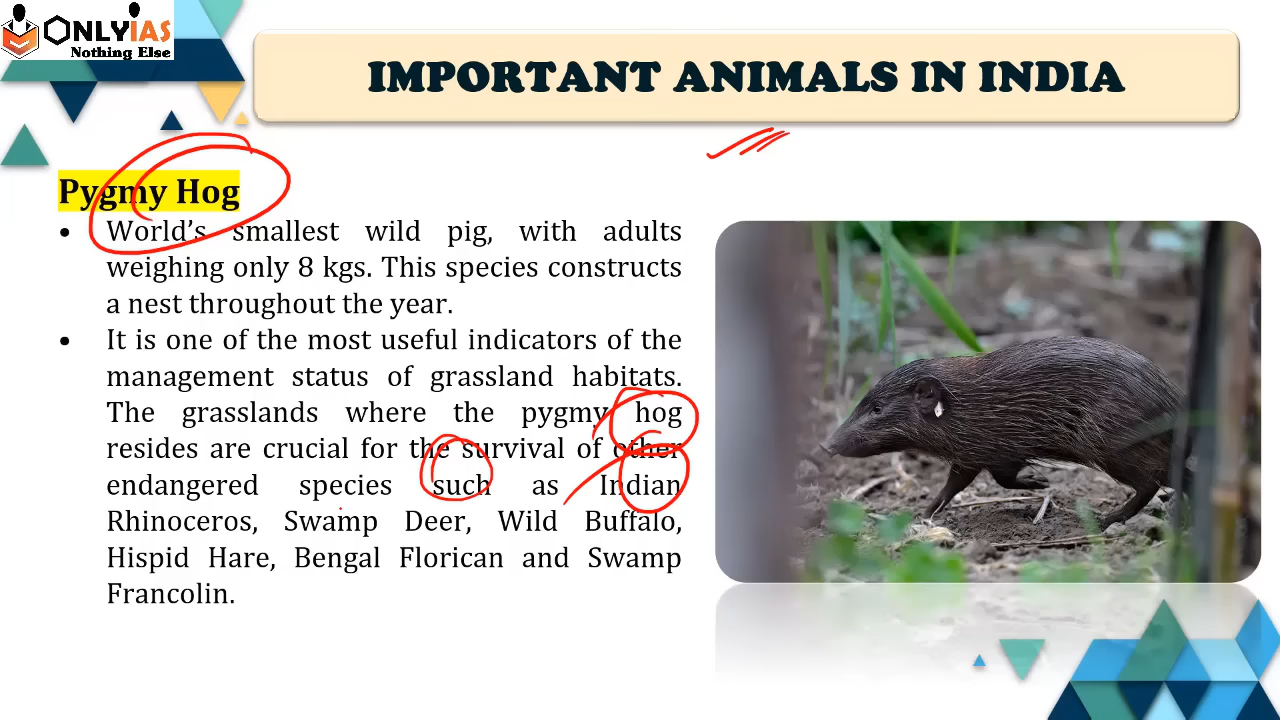 ONLYIAS
Nothing Else
IMPORTANT ANIMALS IN INDIA
Pygmy Hog
• World's smallest wild pig, with adults
weighing only 8 kgs. This species constructs
a nest throughout the year.
• It is one of the most useful indicators of the
management status of grassland habitats.
The grasslands where the pygmy hog
resides are crucial for the survival of other
endangered species such as Indian
Rhinoceros, Swamp Deer, Wild Buffalo,
Hispid Hare, Bengal Florican and Swamp
Francolin.